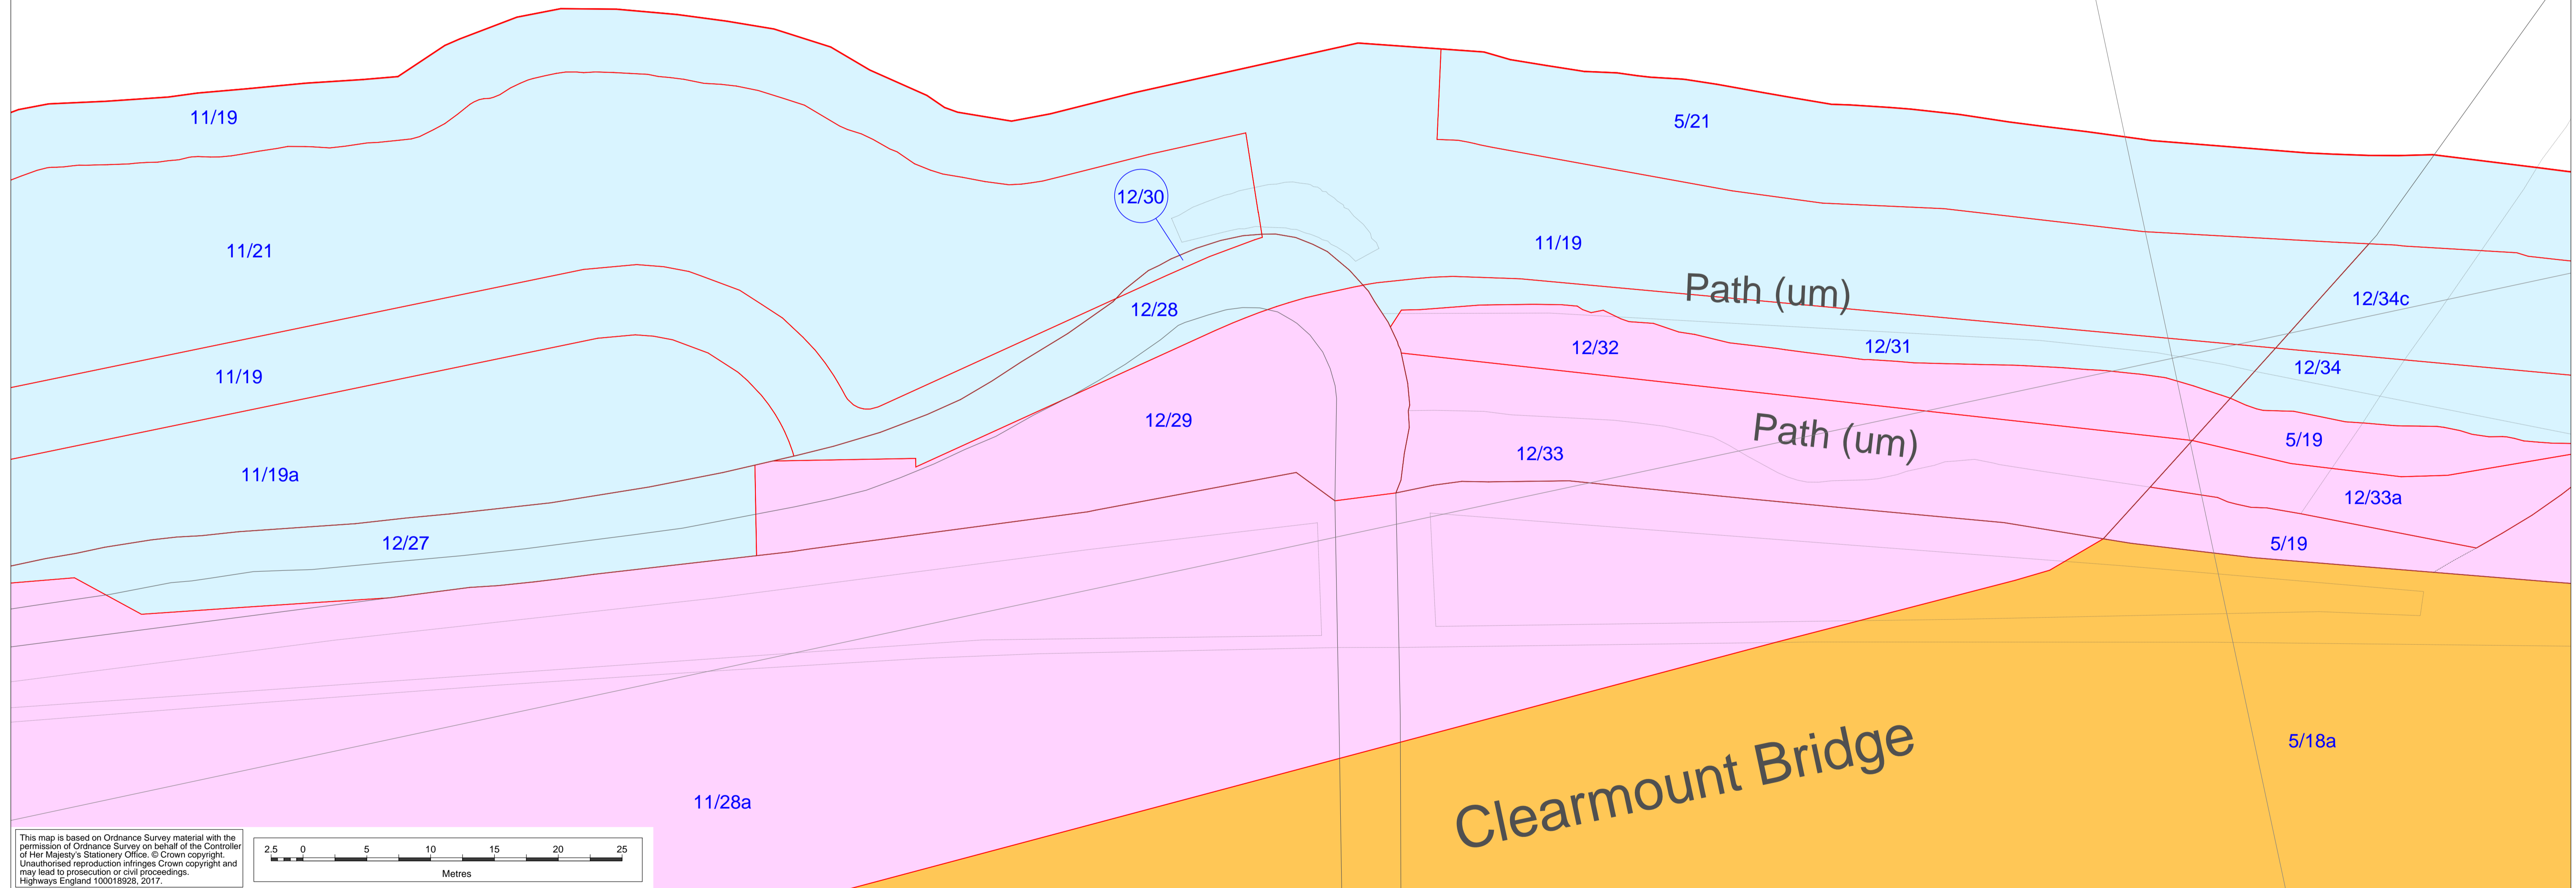 11/19
5/21
12/30
11/21
11/19
Path (um)
12/34c
12/28
12/32
12/31
12/34
11/19
12/29
Path (um)
5/19
12/33
11/19a
12/33a
12/27
5/19
5/18a
Clearmount Bridge
11/28a
This map is based on Ordnance Survey material with the
permission of Ordnance Survey on behalf of the Controller
of Her Majesty's Stationery Office. © Crown copyright.
Unauthorised reproduction infringes Crown copyright and
may lead to prosecution or civil proceedings.
Highways England 100018928, 2017.
2.5 0 5 10 15 20 25
Metres